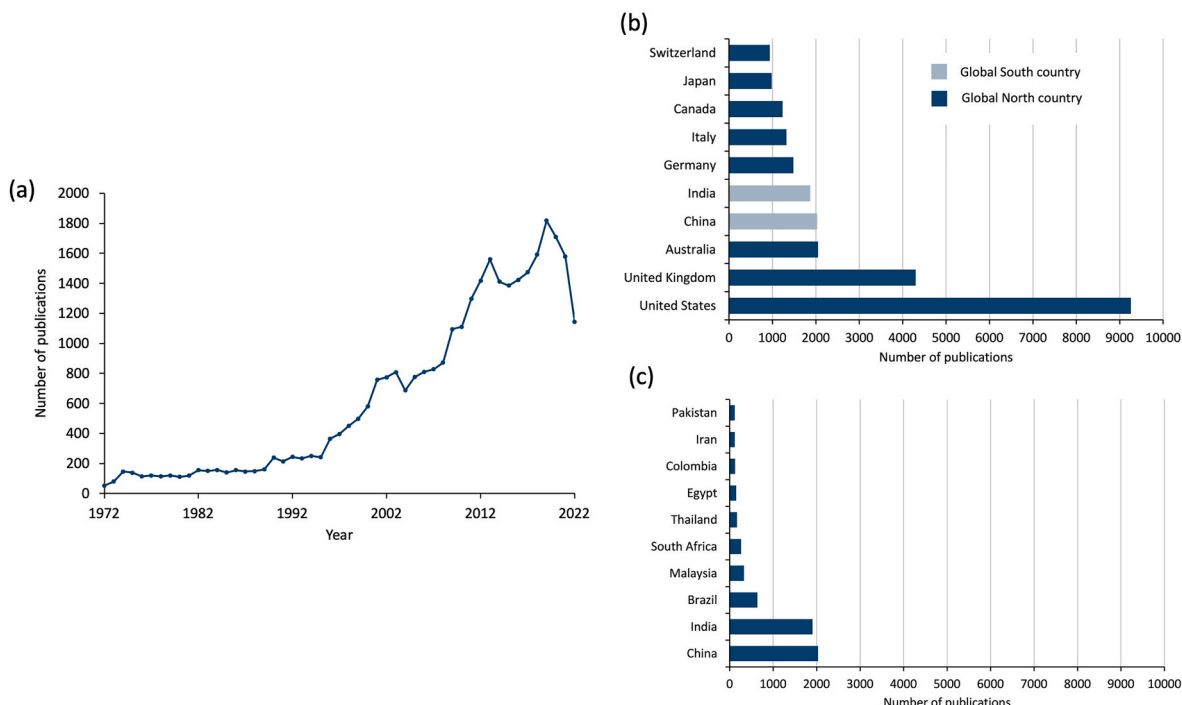 (a)
2000
1800
1600
1400
1200
1000
800
600
400
200
0
Number of publications
1972
1982
1992
2002
2012
2022
Year
(b)
Switzerland
Japan
Canada
Italy
Germany
India
China
Australia
United Kingdom
United States
Global South country
Global North country
0
1000
2000
3000
4000
5000
6000
7000
8000
9000
10000
Number of publications
(c)
Pakistan
Iran
Colombia
Egypt
Thailand
South Africa
Malaysia
Brazil
India
China
0
1000
2000
3000
4000
5000
6000
7000
8000
9000
10000
Number of publications